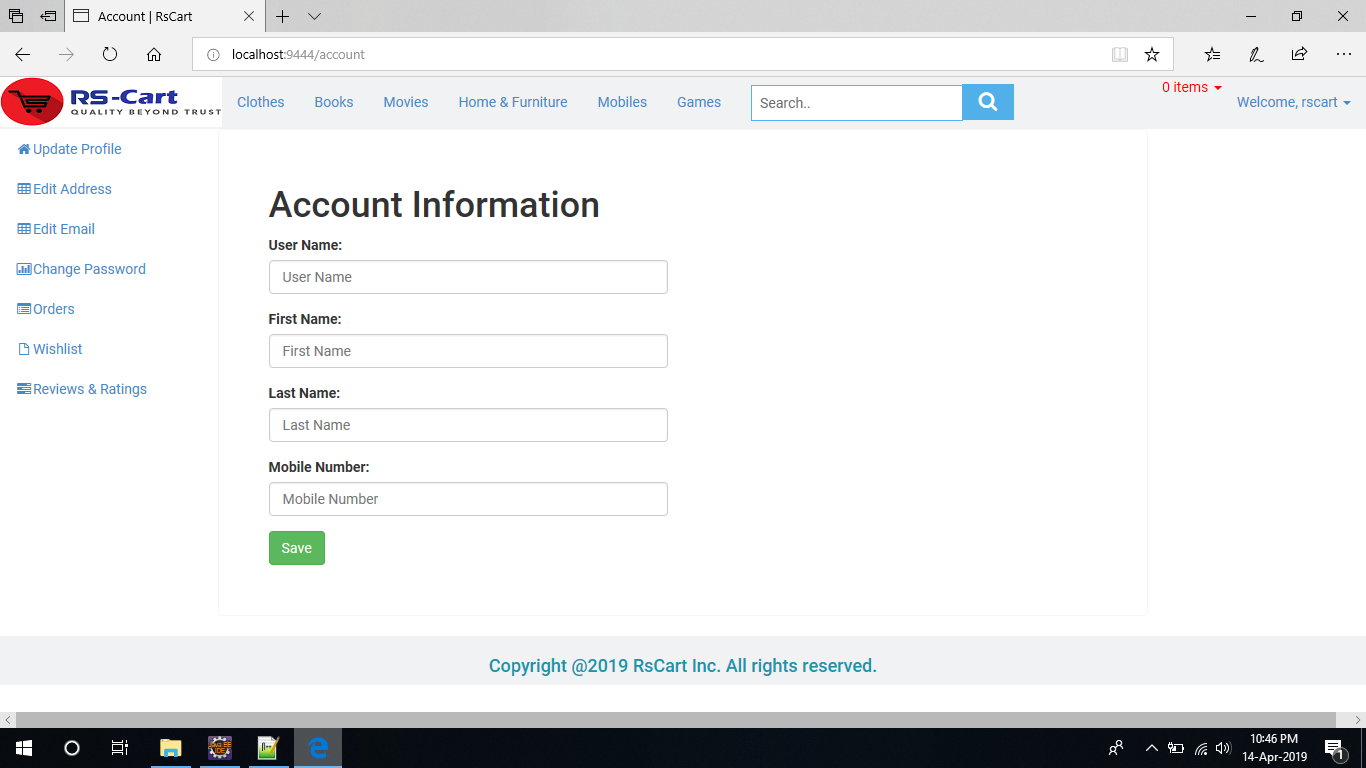 Account | RsCart
localhost:9444/account
RS-Cart
QUALITY BEYOND TRUST
Clothes Books Movies Home & Furniture Mobiles Games Search.. 0 items Welcome, rscart
Update Profile
Edit Address
Edit Email
Change Password
Orders
Wishlist
Reviews & Ratings
Account Information
User Name:
User Name
First Name:
First Name
Last Name:
Last Name
Mobile Number:
Mobile Number
Save
Copyright @2019 RsCart Inc. All rights reserved.
10:46 PM
14-Apr-2019
1